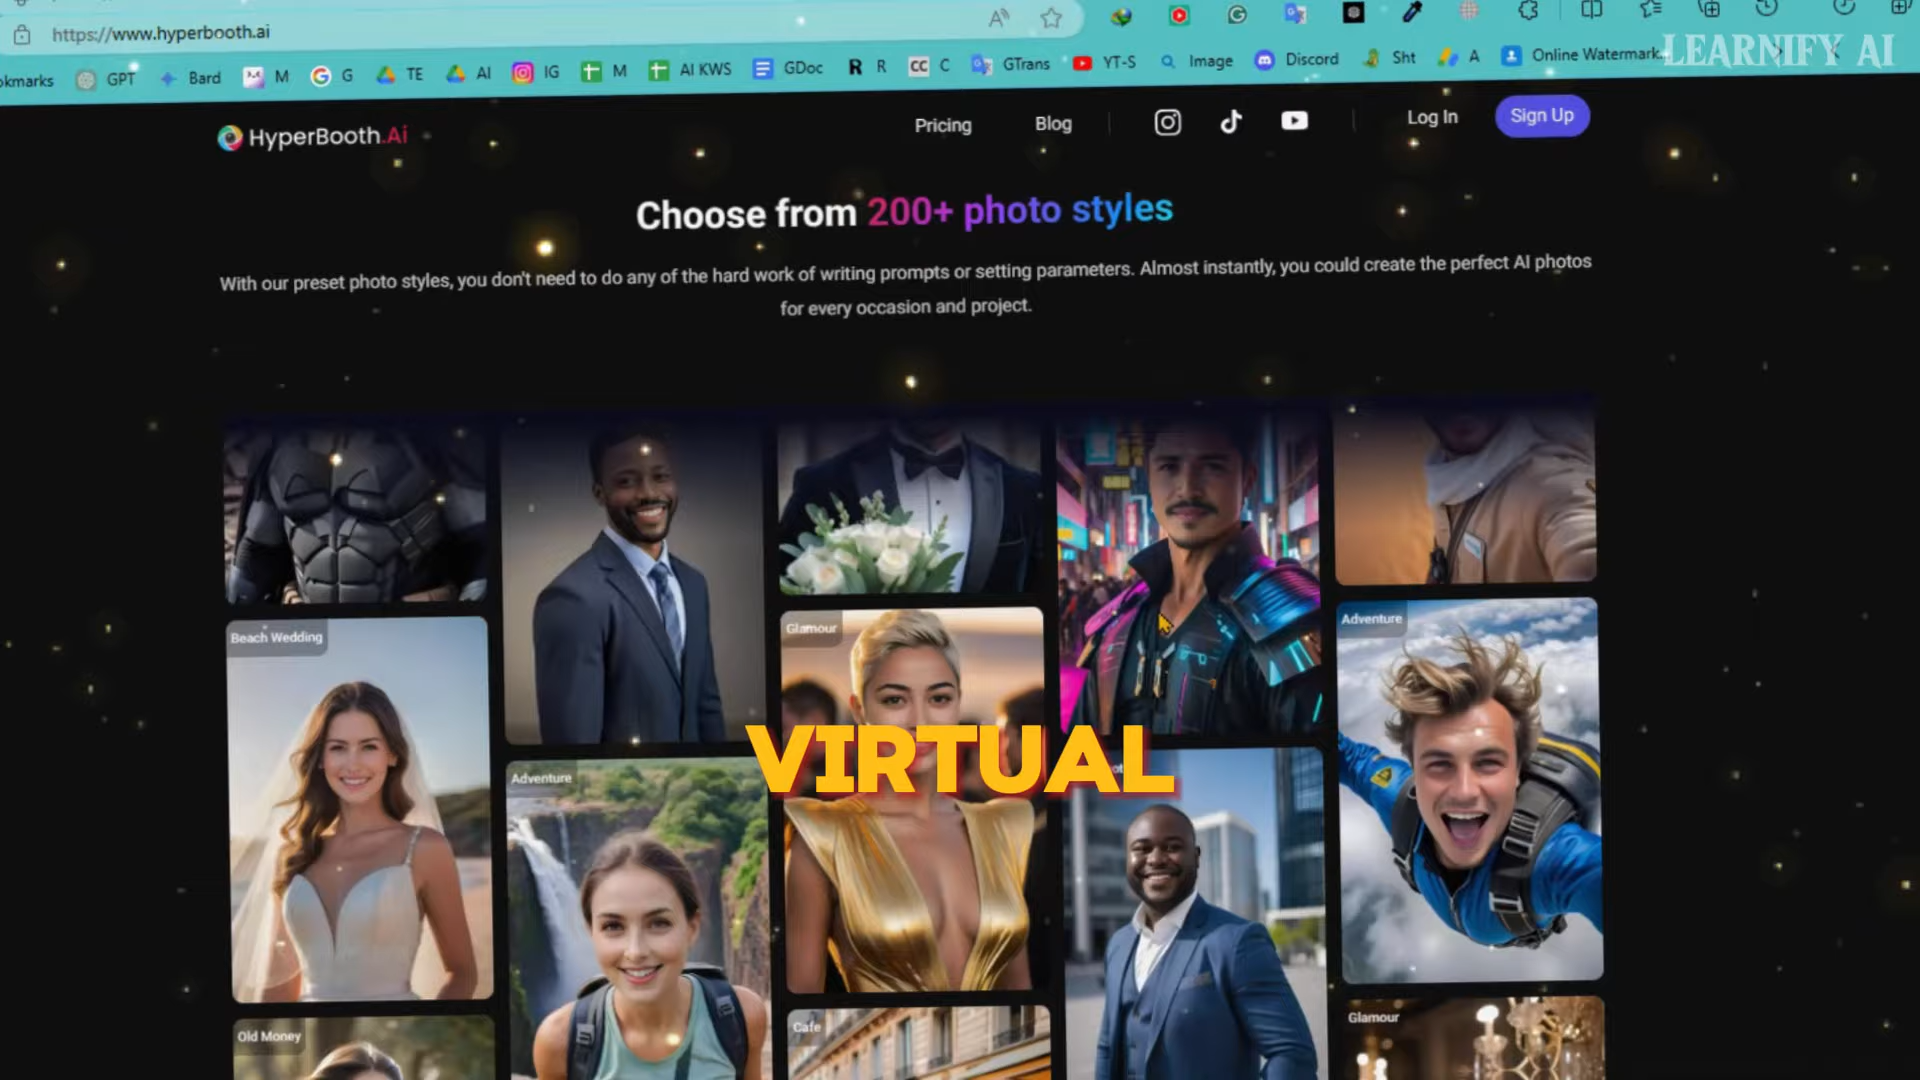 https://www.hyperbooth.ai
LEARNIFY AI
okmarks GPT Bard M G TE AI IG M AI KWS GDoc R CC C GTrans YT-S Image Discord Sht A Online Watermark...
HyperBooth.Ai
Pricing Blog Log In Sign Up
Choose from 200+ photo styles
With our preset photo styles, you don't need to do any of the hard work of writing prompts or setting parameters. Almost instantly, you could create the perfect AI photos
for every occasion and project.
Beach Wedding
Glamour
Adventure
VIRTUAL
Adventure
Old Money
Cafe
Glamour